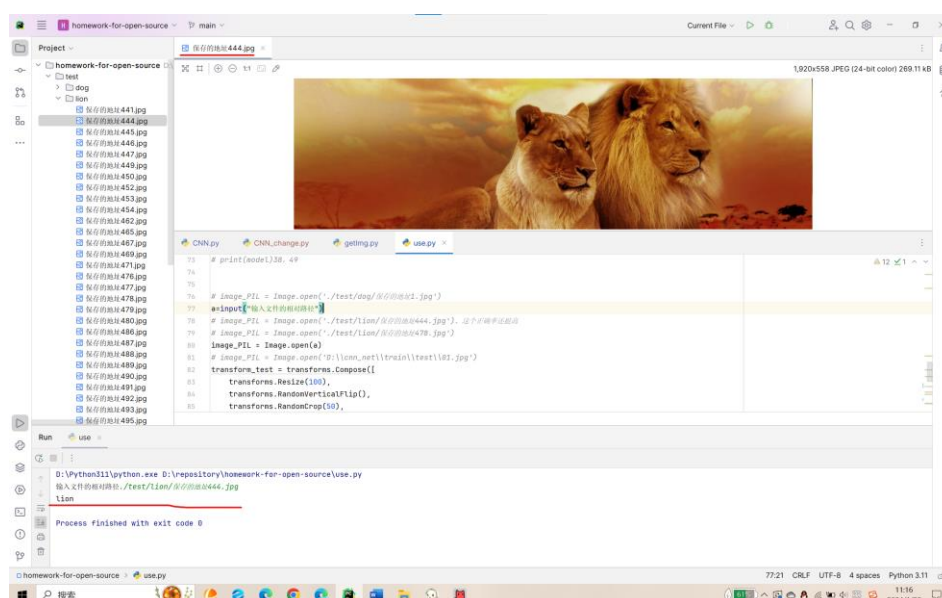 homework-for-open-source
main
Current File
Project
保存的地址444.jpg
homework-for-open-source
test
dog
lion
保存的地址441.jpg
保存的地址444.jpg
保存的地址445.jpg
保存的地址446.jpg
保存的地址447.jpg
保存的地址449.jpg
保存的地址450.jpg
保存的地址452.jpg
保存的地址453.jpg
保存的地址454.jpg
保存的地址462.jpg
保存的地址465.jpg
保存的地址467.jpg
保存的地址469.jpg
保存的地址471.jpg
保存的地址476.jpg
保存的地址477.jpg
保存的地址478.jpg
保存的地址479.jpg
保存的地址480.jpg
保存的地址486.jpg
保存的地址487.jpg
保存的地址488.jpg
保存的地址489.jpg
保存的地址490.jpg
保存的地址491.jpg
保存的地址492.jpg
保存的地址493.jpg
保存的地址495.jpg
1:1
1,920x558 JPEG (24-bit color) 269.11 kB
CNN.py CNN_change.py getImg.py use.py
12 1
73 # print(model)38. 49
74
75
76 # image_PIL = Image.open('./test/dog/保存的地址1.jpg')
77 a=input("输入文件的相对路径")
78 # image_PIL = Image.open('./test/lion/保存的地址444.jpg'), 这个正确率还挺高
79 # image_PIL = Image.open('./test/lion/保存的地址478.jpg')
80 image_PIL = Image.open(a)
81 # image_PIL = Image.open('D:\\cnn_net\\train\\test\\01.jpg')
82 transform_test = transforms.Compose([
83 transforms.Resize(100),
84 transforms.RandomVerticalFlip(),
85 transforms.RandomCrop(50),
Run use
D:\Python311\python.exe D:\repository\homework-for-open-source\use.py
输入文件的相对路径./test/lion/保存的地址444.jpg
lion
Process finished with exit code 0
homework-for-open-source > use.py
77:21 CRLF UTF-8 4 spaces Python 3.11
搜索
11:16